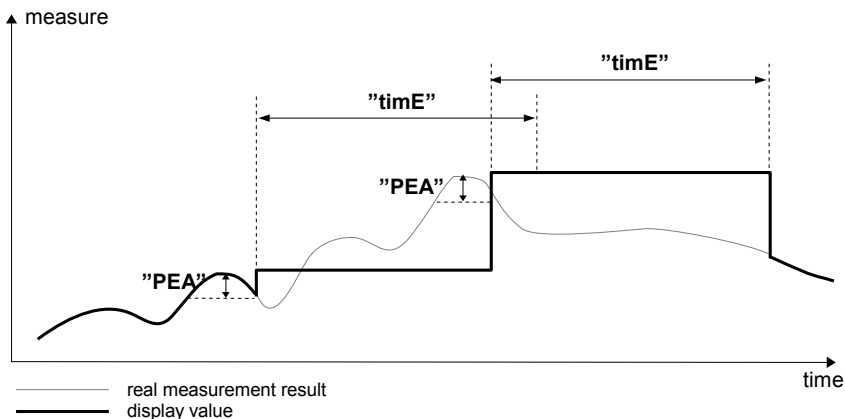 measure
”timE”
”timE”
”PEA”
”PEA”
time
real measurement result
display value